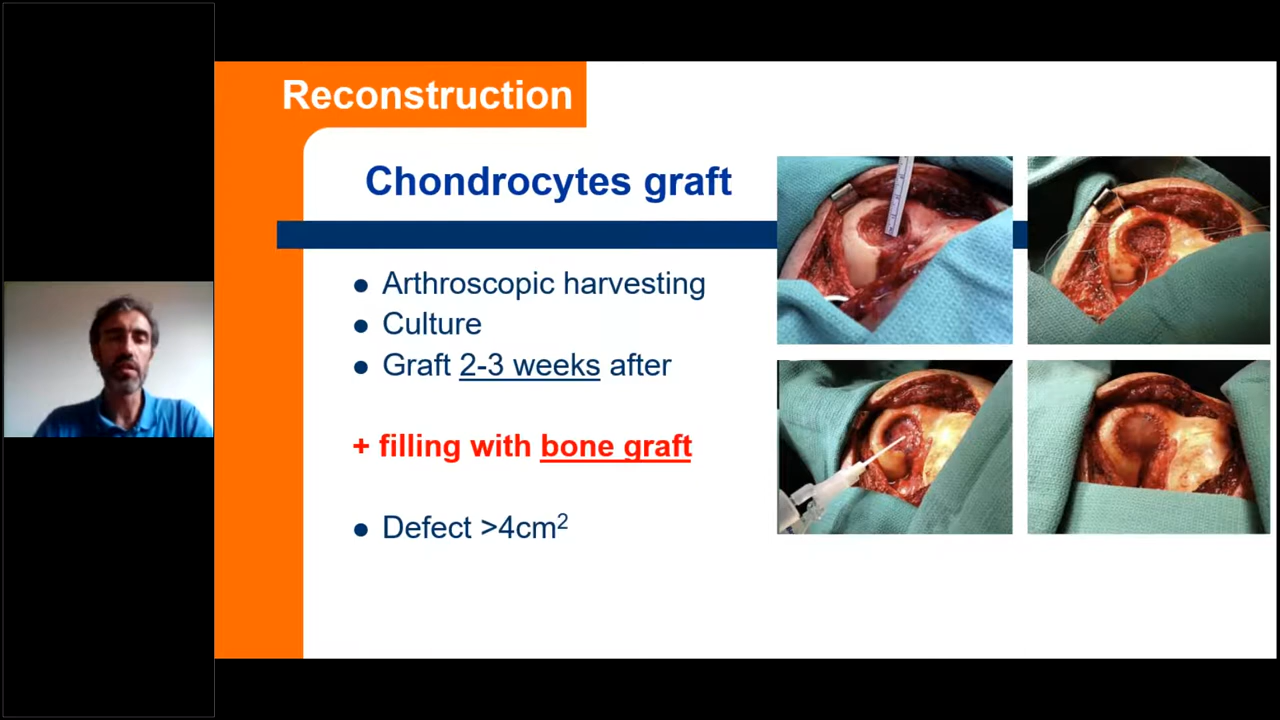 Reconstruction
Chondrocytes graft
● Arthroscopic harvesting
● Culture
● Graft 2-3 weeks after
+ filling with bone graft
● Defect >4cm²